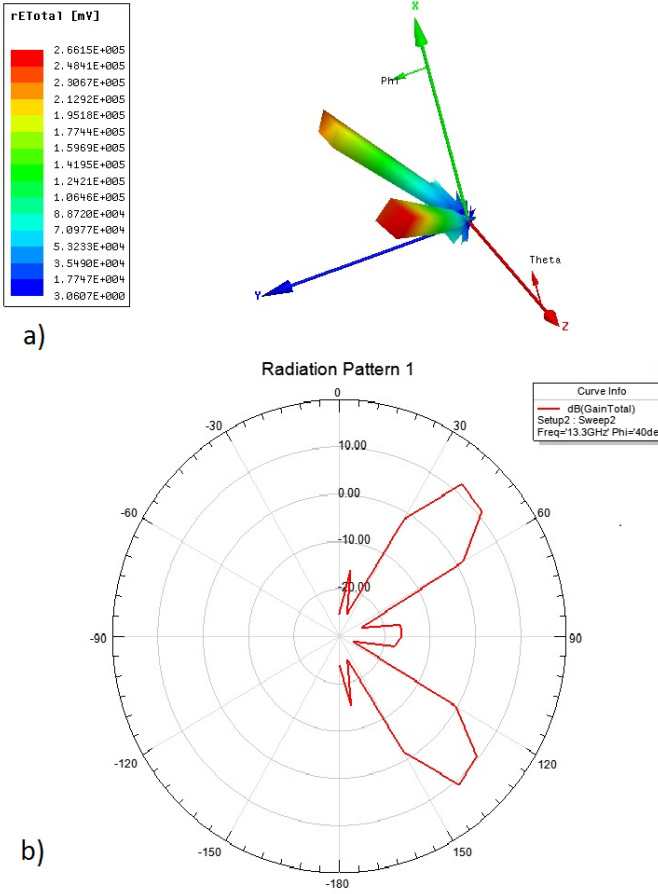 rETotal [mV]
2.6615E+005
2.4841E+005
2.3067E+005
2.1292E+005
1.9518E+005
1.7744E+005
1.5969E+005
1.4195E+005
1.2421E+005
1.0646E+005
8.8720E+004
7.0977E+004
5.3233E+004
3.5490E+004
1.7747E+004
3.0607E+000
X
Phi
Y
Theta
Z
a)
Radiation Pattern 1
Curve Info
dB(GainTotal)
Setup2 : Sweep2
Freq='13.3GHz' Phi='40de
0
-30
30
10.00
-60
0.00
60
-10.00
-20.00
-90
90
-120
120
-150
150
-180
b)